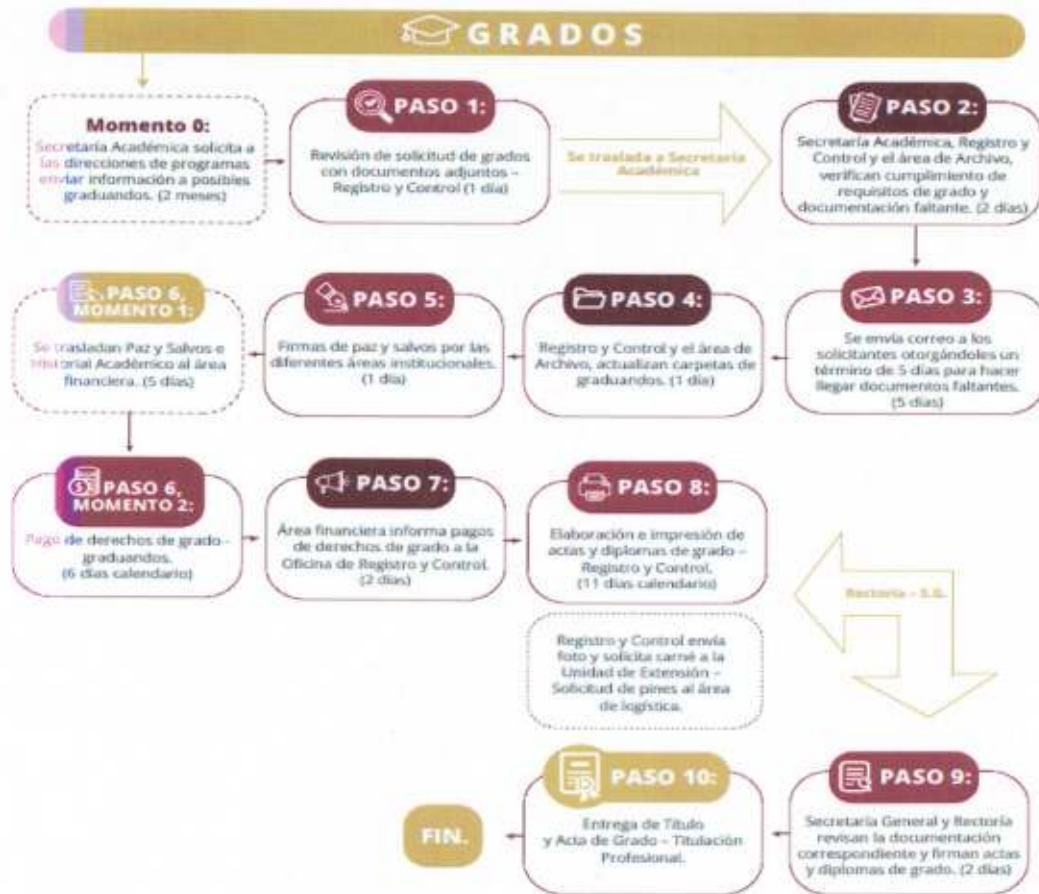 GRADOS
Momento 0:
Secretaría Académica solicita a
las direcciones de programas
enviar información a posibles
graduandos. (2 meses)
PASO 1:
Revisión de solicitud de grados
con documentos adjuntos –
Registro y Control (1 día)
Se traslada a Secretaría
Académica
PASO 2:
Secretaría Académica, Registro y
Control y el área de Archivo,
verifican cumplimiento de
requisitos de grado y
documentación faltante. (2 días)
PASO 3:
Se envía correo a los
solicitantes otorgándoles un
término de 5 días para hacer
llegar documentos faltantes.
(5 días)
PASO 4:
Registro y Control y el área de
Archivo, actualizan carpetas de
graduandos. (1 día)
PASO 5:
Firmas de paz y salvos por las
diferentes áreas institucionales.
(1 día)
PASO 6,
MOMENTO 1:
Se trasladan Paz y Salvos e
Historial Académico al área
financiera. (5 días)
PASO 6,
MOMENTO 2:
Pago de derechos de grado –
graduandos.
(6 días calendario)
PASO 7:
Área financiera informa pagos
de derechos de grado a la
Oficina de Registro y Control.
(2 días)
PASO 8:
Elaboración e impresión de
actas y diplomas de grado –
Registro y Control.
(11 días calendario)
Registro y Control envía
foto y solicita carné a la
Unidad de Extensión –
Solicitud de pines al área
de logística.
Rectoría – S.G.
PASO 9:
Secretaría General y Rectoría
revisan la documentación
correspondiente y firman actas
y diplomas de grado. (2 días)
PASO 10:
Entrega de Título
y Acta de Grado – Titulación
Profesional.
FIN.